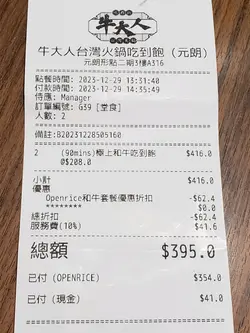 牛大人
牛大人台灣火鍋吃到飽（元朗）
元朗形點二期3樓A316
點餐時間：2023-12-29 13:31:40
付款時間：2023-12-29 14:35:49
侍應：Manager
訂單編號：G39 [堂食]
人數：2
備註：B20231228505160
2 (90mins)極上和牛吃到飽 $416.0
@$208.0
小計 $416.0
優惠
Openrice和牛套餐優惠折扣 -$62.4
******** $0.0
總折扣 -$62.4
服務費(10%) $41.6
總額 $395.0
已付 (OPENRICE) $354.0
已付 (現金) $41.0